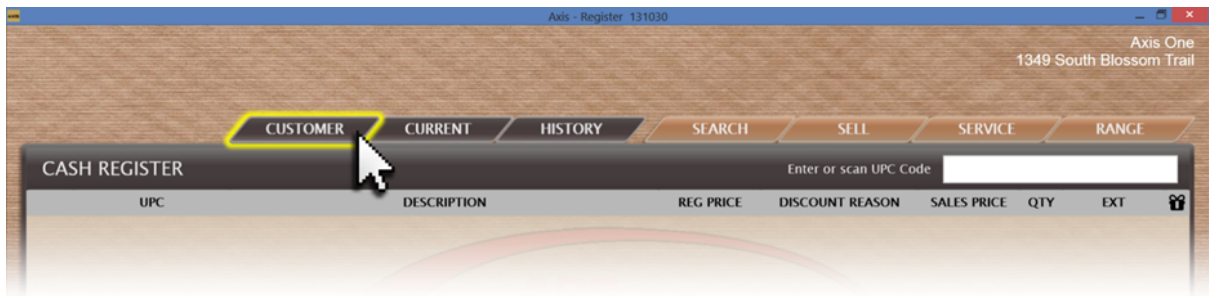 Axis - Register 131030
Axis One
1349 South Blossom Trail
CUSTOMER CURRENT HISTORY SEARCH SELL SERVICE RANGE
CASH REGISTER Enter or scan UPC Code
UPC DESCRIPTION REG PRICE DISCOUNT REASON SALES PRICE QTY EXT